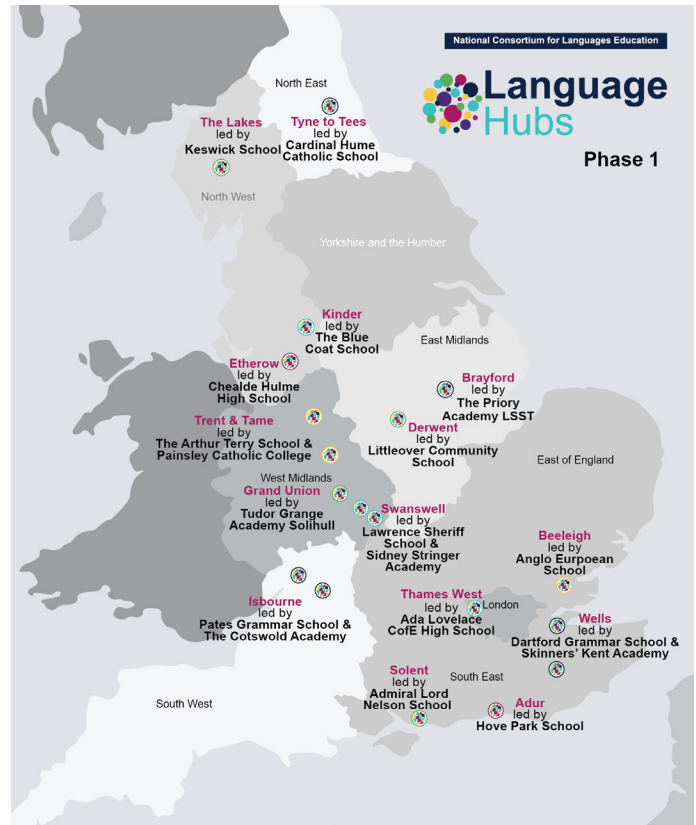 National Consortium for Languages Education
Language
Hubs
Phase 1
North East
The Lakes
led by
Keswick School
Tyne to Tees
led by
Cardinal Hume
Catholic School
North West
Yorkshire and the Humber
Kinder
led by
The Blue
Coat School
East Midlands
Etherow
led by
Chealde Hulme
High School
Brayford
led by
The Priory
Academy LSST
Trent & Tame
led by
The Arthur Terry School &
Painsley Catholic College
Derwent
led by
Littleover Community
School
East of England
West Midlands
Grand Union
led by
Tudor Grange
Academy Solihull
Swanswell
led by
Lawrence Sheriff
School &
Sidney Stringer
Academy
Beeleigh
led by
Anglo Eurpoean
School
Isbourne
led by
Pates Grammar School &
The Cotswold Academy
Thames West
led by
Ada Lovelace
CofE High School
London
Wells
led by
Dartford Grammar School &
Skinners' Kent Academy
Solent
led by
Admiral Lord
Nelson School
South East
Adur
led by
Hove Park School
South West